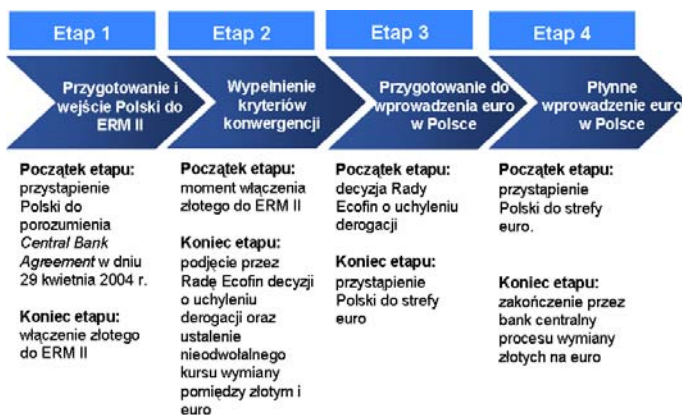 Etap 1
Przygotowanie i
wejście Polski do
ERM II
Początek etapu:
przystąpienie
Polski do
porozumienia
Central Bank
Agreement w dniu
29 kwietnia 2004 r.
Koniec etapu:
włączenie złotego
do ERM II
Etap 2
Wypełnienie
kryteriów
konwergencji
Początek etapu:
moment włączenia
złotego do ERM II
Koniec etapu:
podjęcie przez
Radę Ecofin decyzji
o uchyleniu
derogacji oraz
ustalenie
nieodwołalnego
kursu wymiany
pomiędzy złotym i
euro
Etap 3
Przygotowanie do
wprowadzenia euro
w Polsce
Początek etapu:
decyzja Rady
Ecofin o uchyleniu
derogacji
Koniec etapu:
przystąpienie
Polski do strefy
euro
Etap 4
Płynne
wprowadzenie euro
w Polsce
Początek etapu:
przystąpienie
Polski do strefy
euro.
Koniec etapu:
zakończenie przez
bank centralny
procesu wymiany
złotych na euro